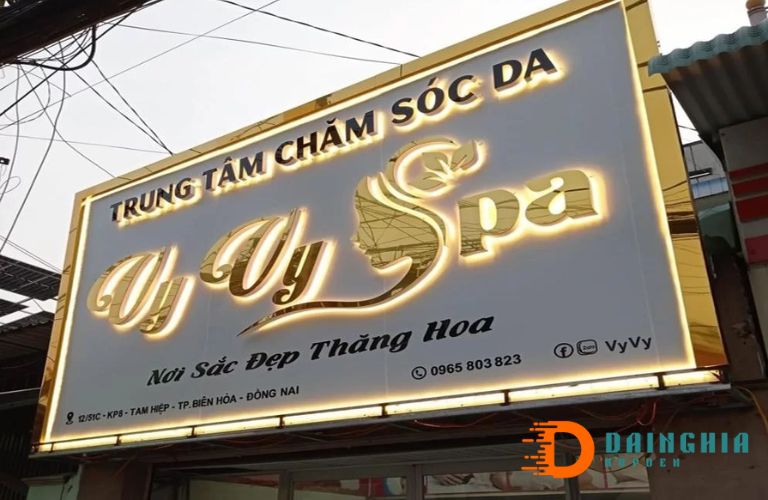 TRUNG TÂM CHĂM SÓC DA
Vy Vy Spa
Nơi Sắc Đẹp Thăng Hoa
0965 803 823
Zalo
VyVy
12/51C - KP8 - TAM HIỆP - TP.BIÊN HÒA - ĐỒNG NAI
DAINGHIA